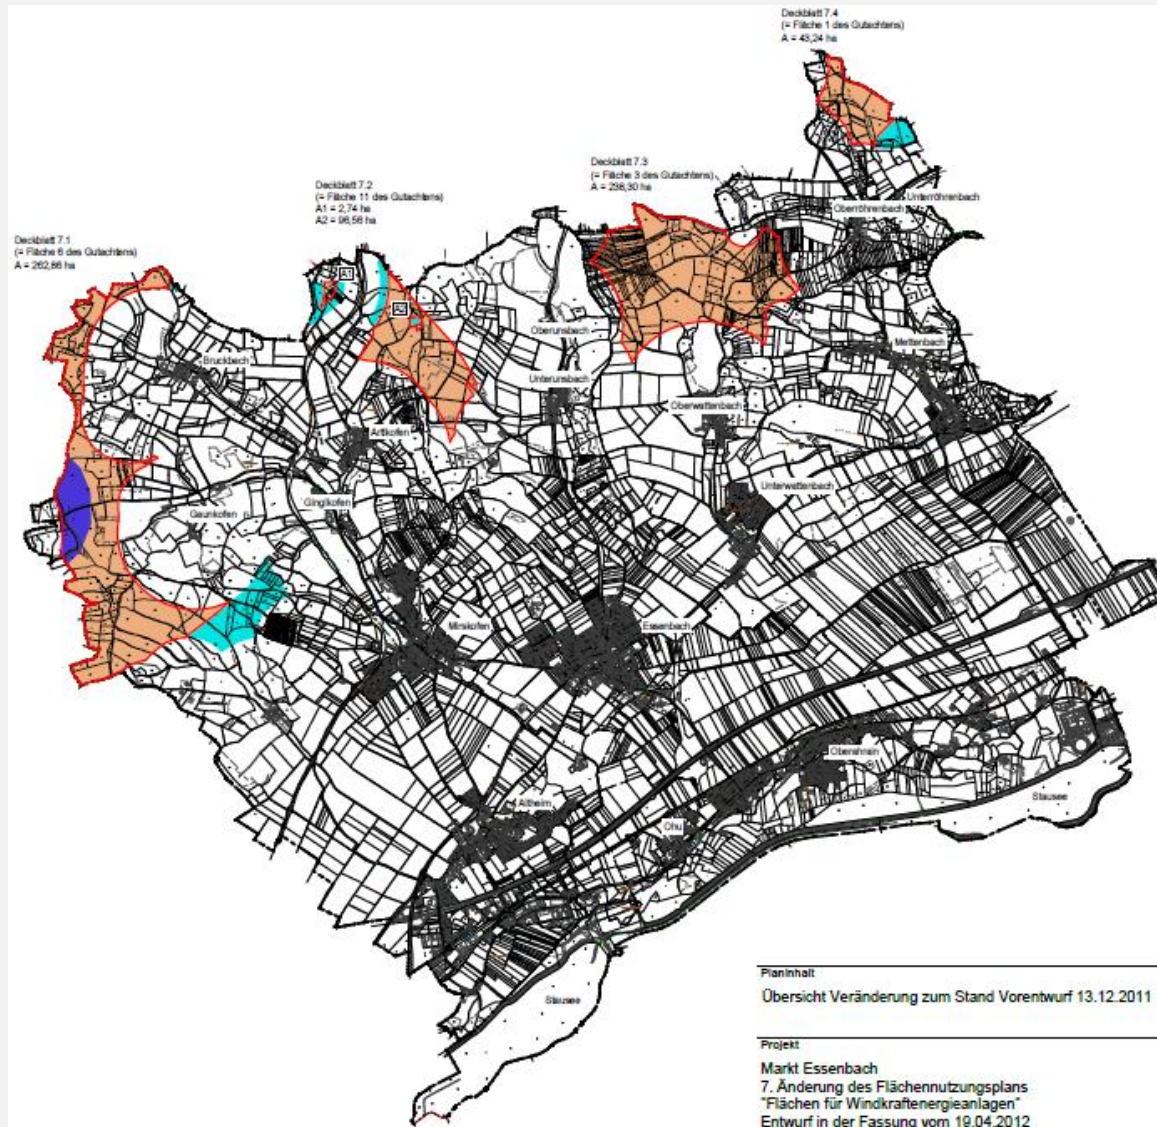 Deckblatt 7.4
(= Fläche 1 des Gutachtens)
A = 43,24 ha
Deckblatt 7.3
(= Fläche 3 des Gutachtens)
A = 238,30 ha
Deckblatt 7.2
(= Fläche 11 des Gutachtens)
A1 = 2,74 ha
A2 = 96,56 ha
Deckblatt 7.1
(= Fläche 6 des Gutachtens)
A = 262,86 ha
Unterröhrenbach
Oberröhrenbach
A1
A2
Oberunsbach
Mettenbach
Bruckbach
Unterunsbach
Oberwattenbach
Artlkofen
Unterwattenbach
Ginglkofen
Gaunkofen
Mirskofen
Essenbach
Oberahrain
Stausee
Altheim
Ohu
Stausee
Planinhalt
Übersicht Veränderung zum Stand Vorentwurf 13.12.2011
Projekt
Markt Essenbach
7. Änderung des Flächennutzungsplans
"Flächen für Windkraftenergieanlagen"
Entwurf in der Fassung vom 19.04.2012